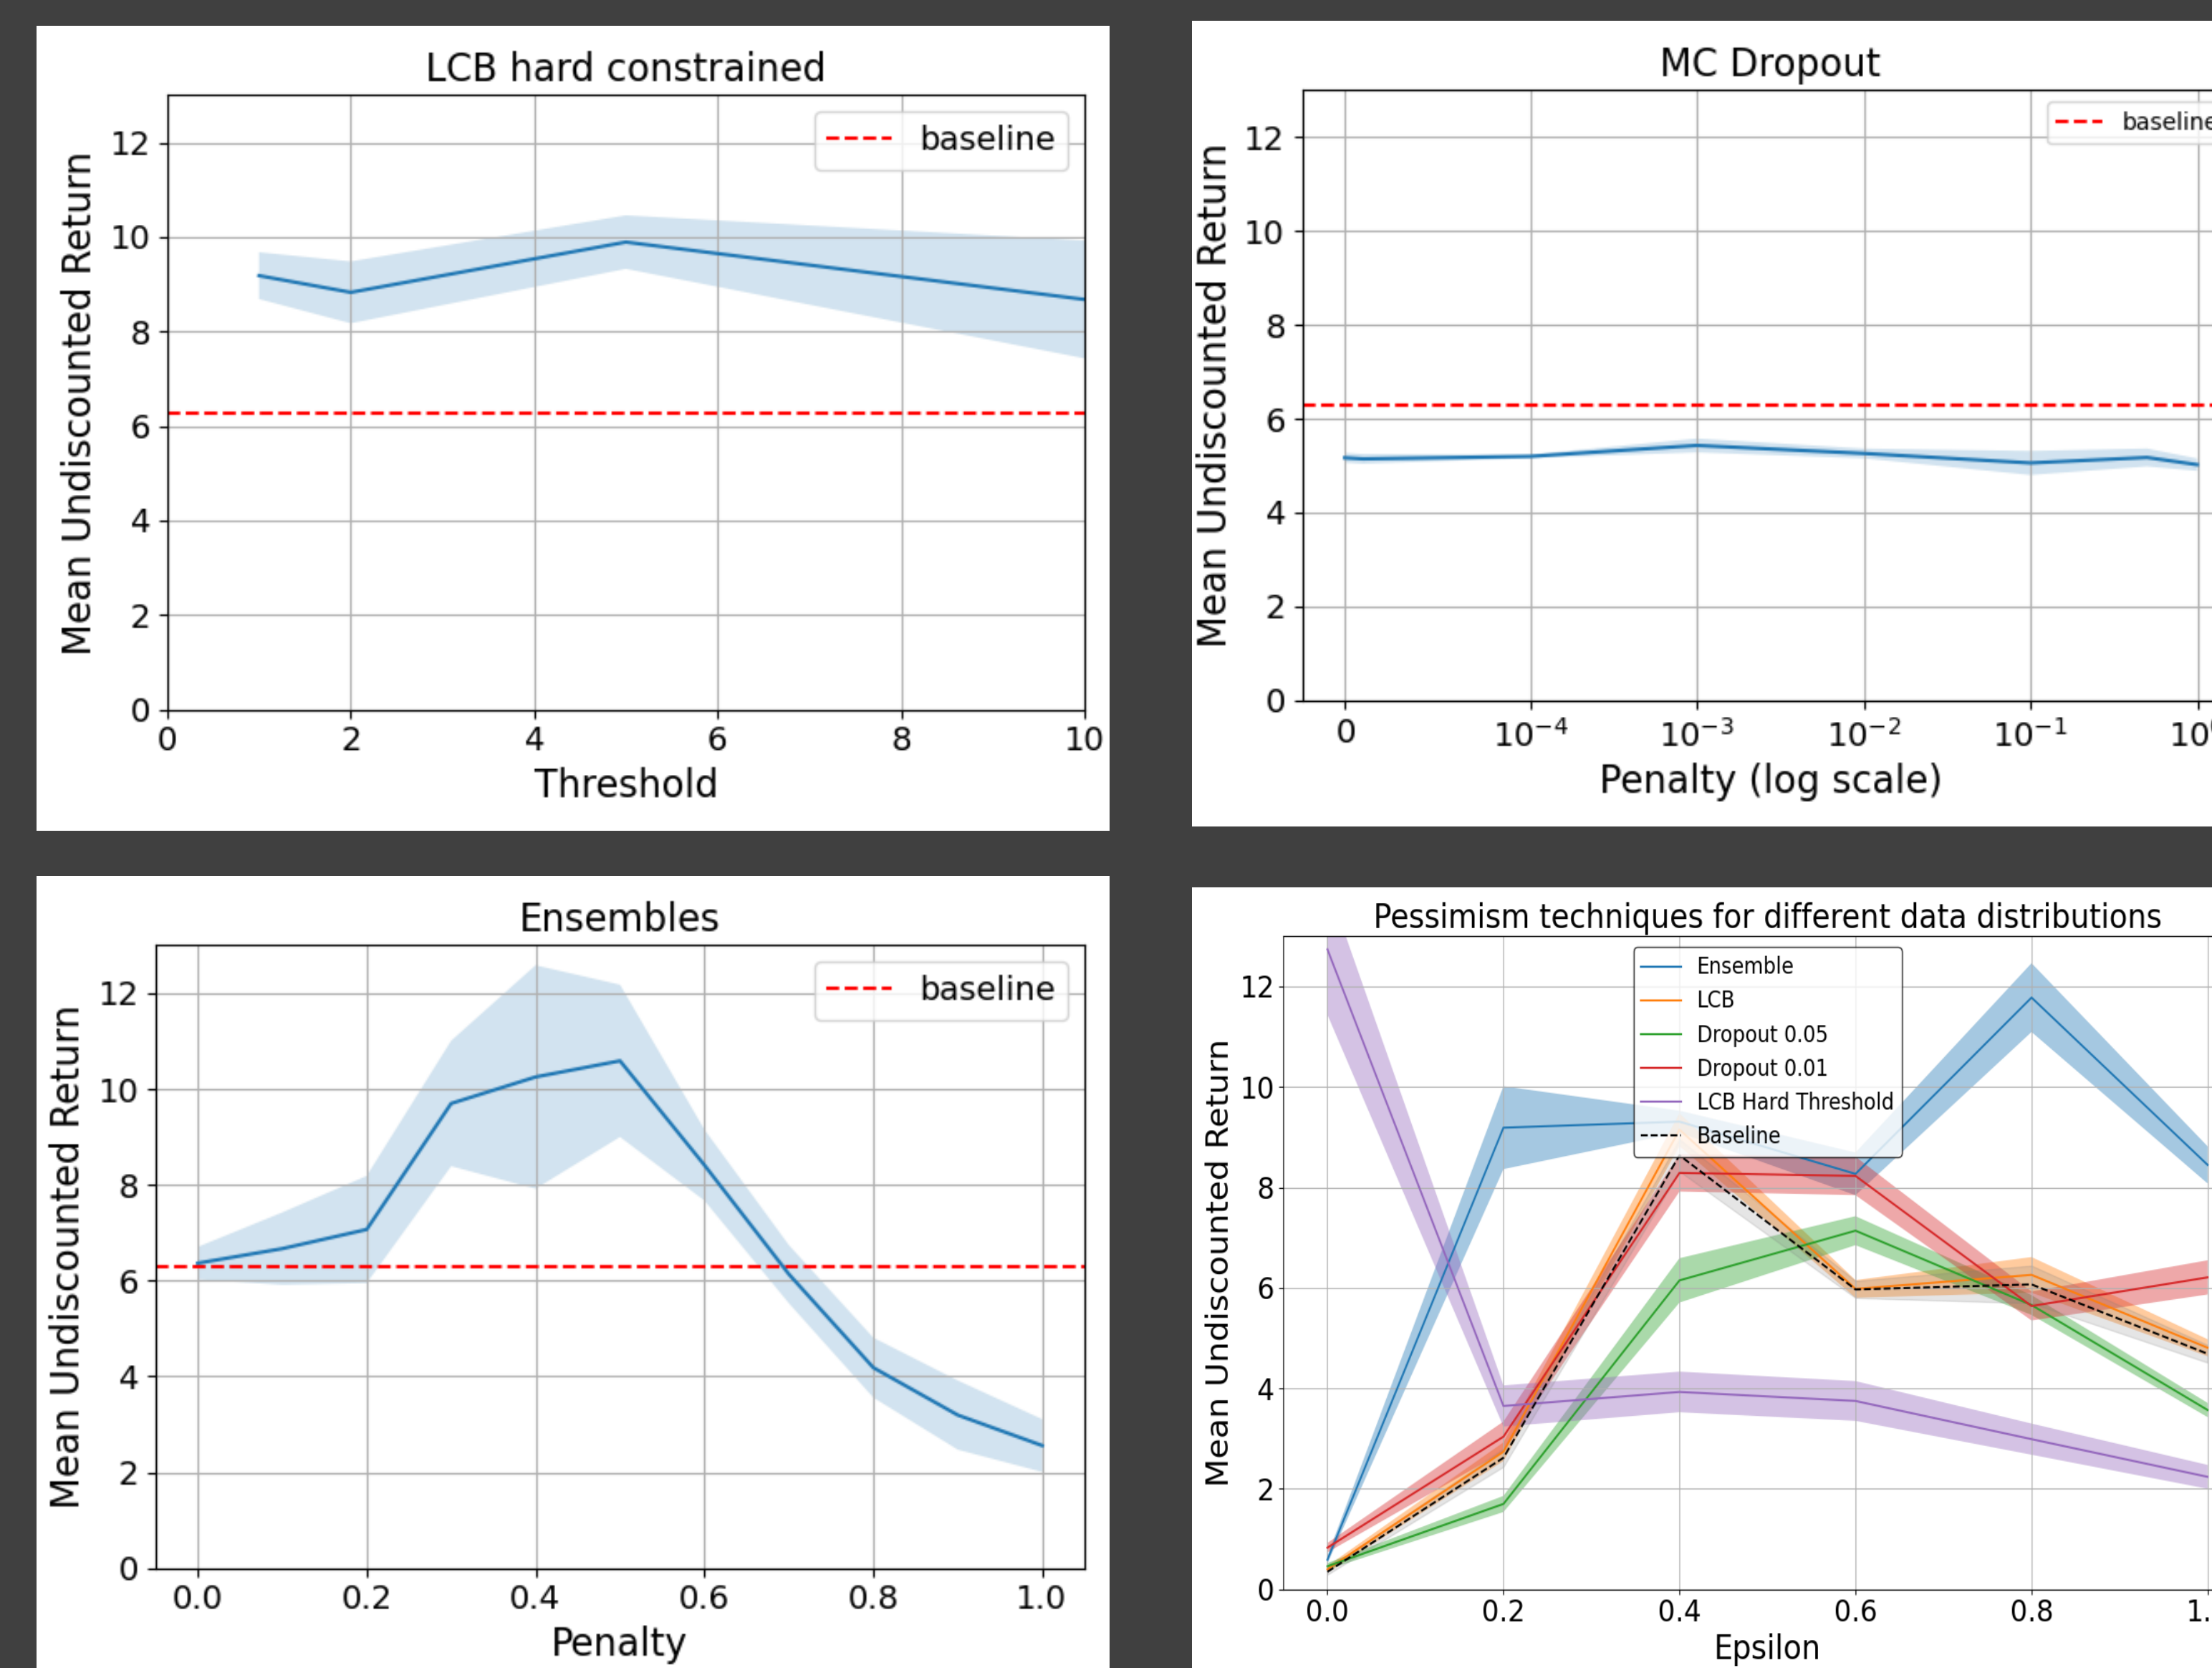 LCB hard constrained
baseline
Mean Undiscounted Return
12
10
8
6
4
2
0
0 2 4 6 8 10
Threshold
MC Dropout
baseline
Mean Undiscounted Return
12
10
8
6
4
2
0
0 10⁻⁴ 10⁻³ 10⁻² 10⁻¹ 10
Penalty (log scale)
Ensembles
baseline
Mean Undiscounted Return
12
10
8
6
4
2
0
0.0 0.2 0.4 0.6 0.8 1.0
Penalty
Pessimism techniques for different data distributions
Ensemble
LCB
Dropout 0.05
Dropout 0.01
LCB Hard Threshold
Baseline
Mean Undiscounted Return
12
10
8
6
4
2
0
0.0 0.2 0.4 0.6 0.8 1.
Epsilon